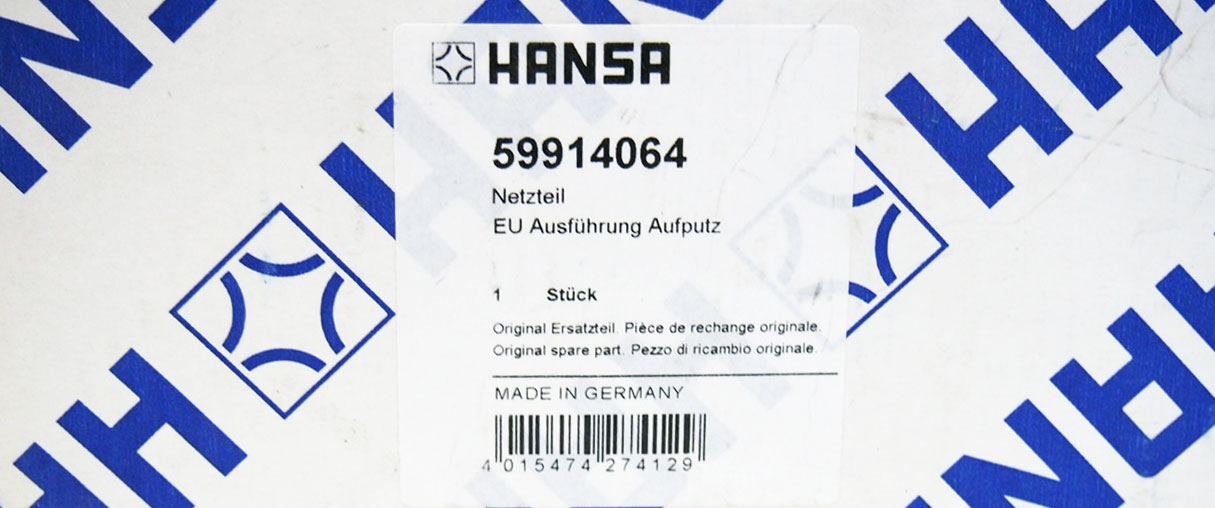 HANSA
59914064
Netzteil
EU Ausführung Aufputz
1 Stück
Original Ersatzteil. Pièce de rechange originale.
Original spare part. Pezzo di ricambio originale.
MADE IN GERMANY
4 015474 274129